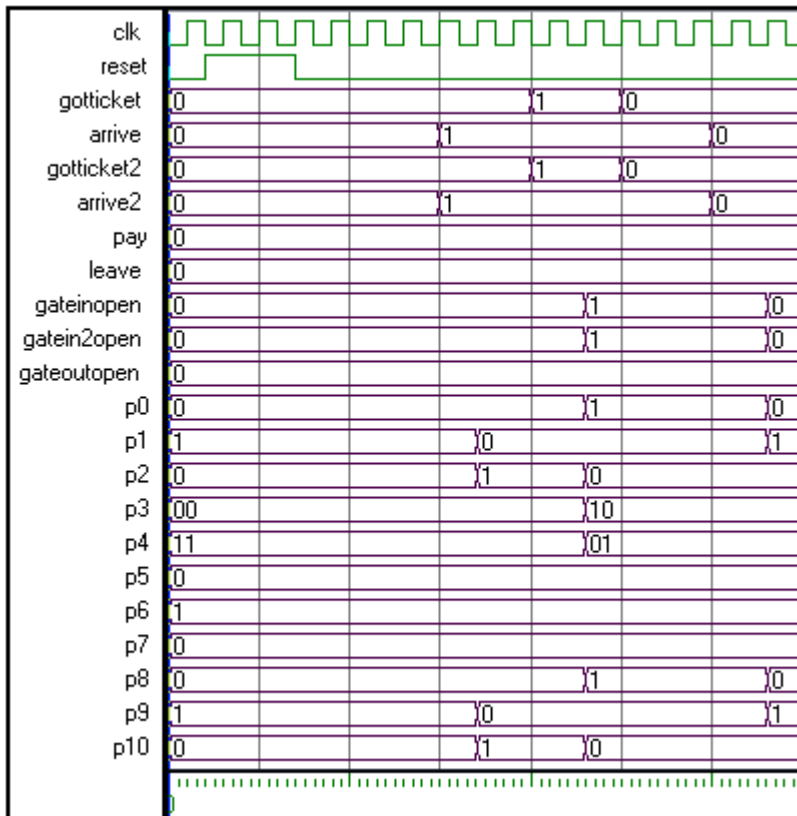 clk
reset
gotticket 0 1 0
arrive 0 1 0
gotticket2 0 1 0
arrive2 0 1 0
pay 0
leave 0
gateinopen 0 1 0
gatein2open 0 1 0
gateoutopen 0
p0 0 1 0
p1 1 0 1
p2 0 1 0
p3 00 10
p4 11 01
p5 0
p6 1
p7 0
p8 0 1 0
p9 1 0 1
p10 0 1 0
0